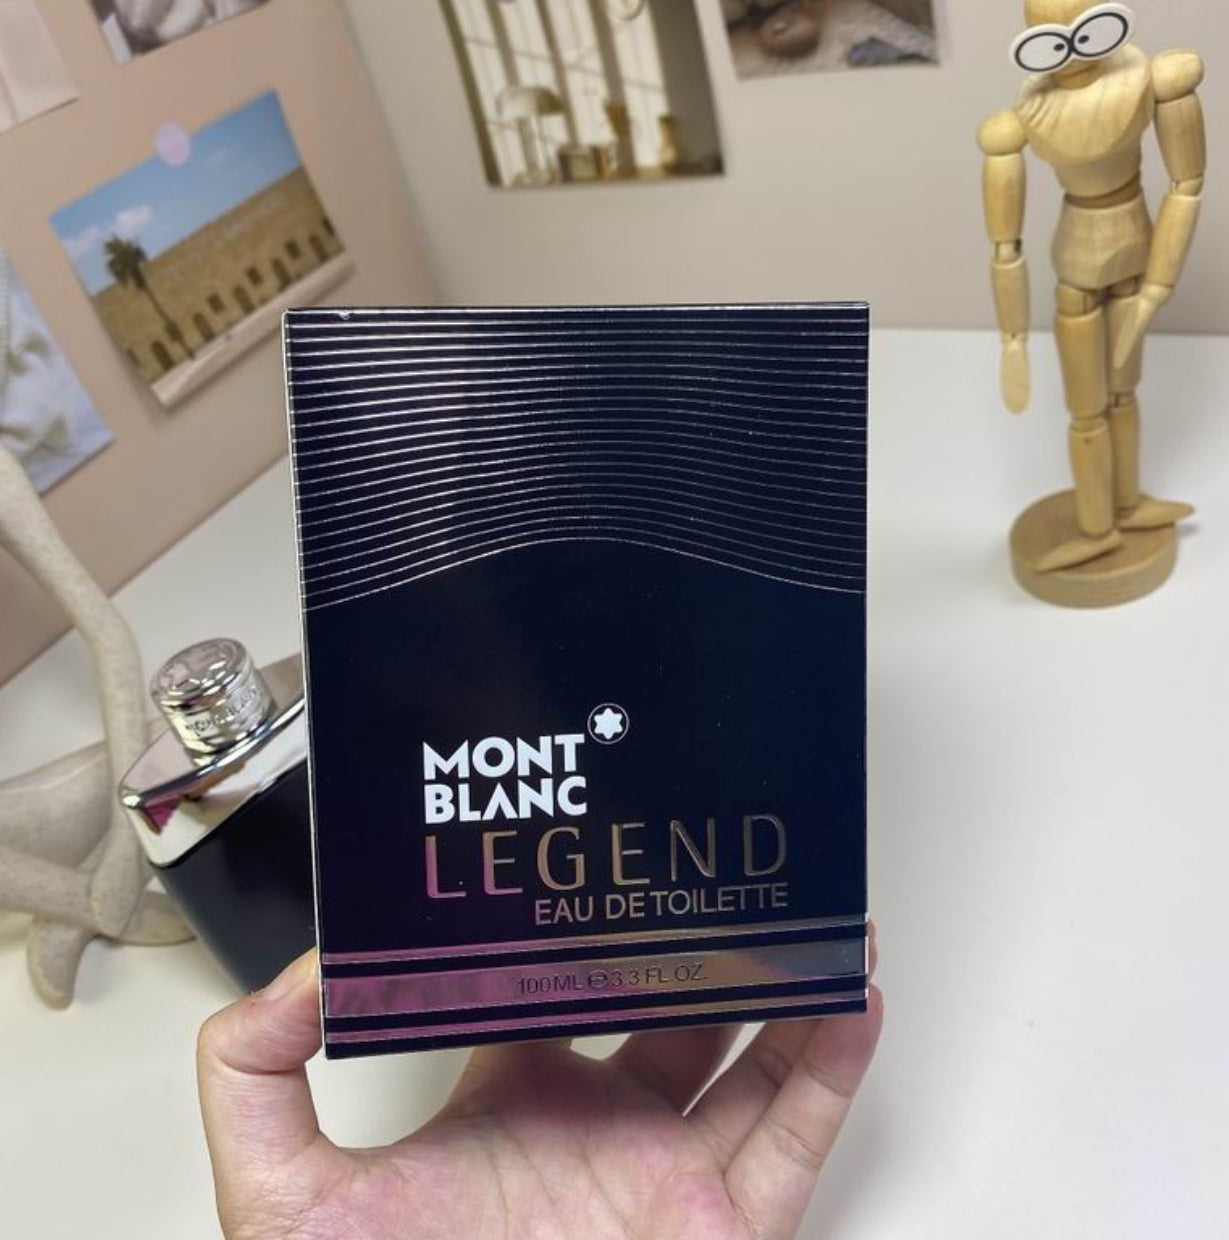 MONT
BLANC
LEGEND
EAU DE TOILETTE
100ML ℮ 3 3 FL.OZ.